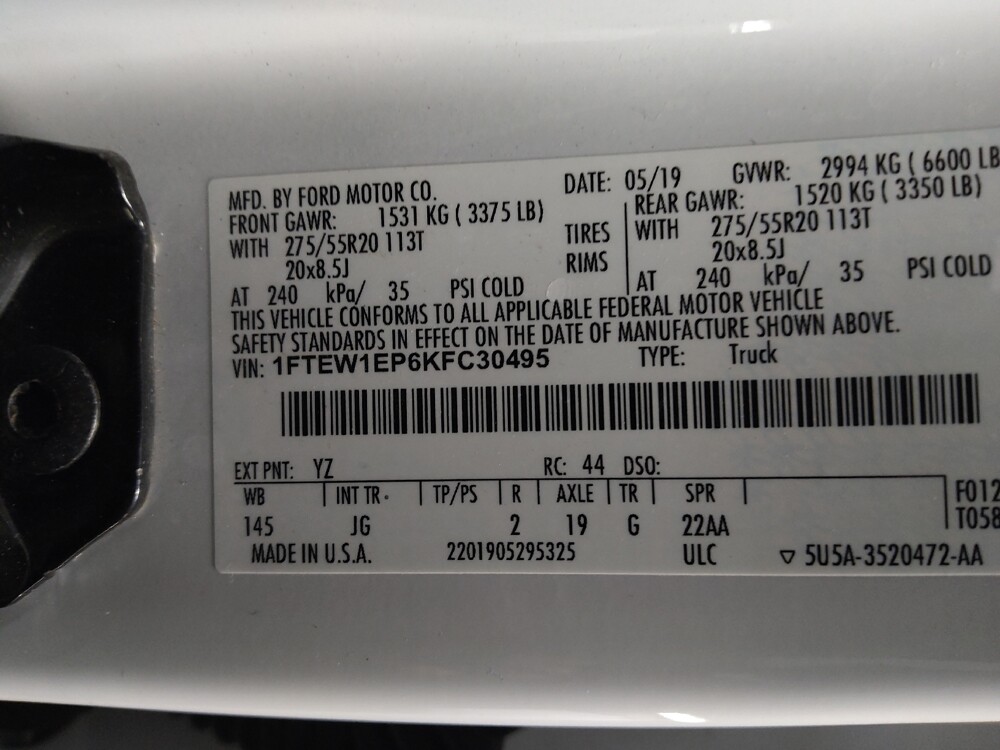 MFD. BY FORD MOTOR CO. DATE: 05/19 GVWR: 2994 KG ( 6600 LB
FRONT GAWR: 1531 KG ( 3375 LB) REAR GAWR: 1520 KG ( 3350 LB)
WITH 275/55R20 113T TIRES WITH 275/55R20 113T
20x8.5J RIMS 20x8.5J
AT 240 kPa/ 35 PSI COLD AT 240 kPa/ 35 PSI COLD
THIS VEHICLE CONFORMS TO ALL APPLICABLE FEDERAL MOTOR VEHICLE
SAFETY STANDARDS IN EFFECT ON THE DATE OF MANUFACTURE SHOWN ABOVE.
VIN: 1FTEW1EP6KFC30495 TYPE: Truck
EXT PNT: YZ RC: 44 DSO:
WB INT TR TP/PS R AXLE TR SPR F012
145 JG 2 19 G 22AA T058
MADE IN U.S.A. 2201905295325 ULC ▽ 5U5A-3520472-AA